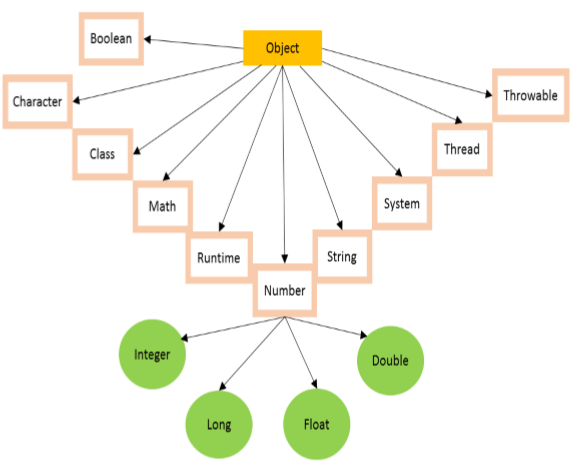 Boolean
Object
Throwable
Character
Thread
Class
System
Math
String
Runtime
Number
Integer
Double
Long
Float